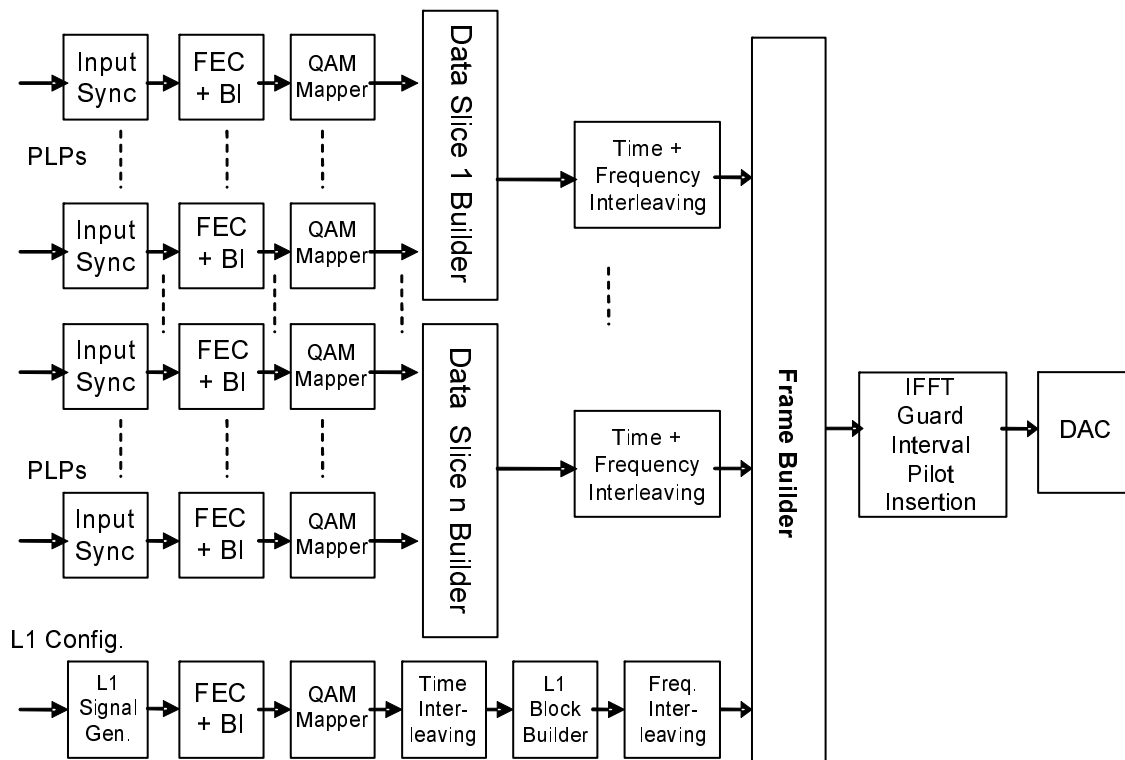 Input
Sync
FEC
+ BI
QAM
Mapper
Data Slice 1 Builder
PLPs
Time +
Frequency
Interleaving
Input
Sync
FEC
+ BI
QAM
Mapper
Input
Sync
FEC
+ BI
QAM
Mapper
Data Slice n Builder
PLPs
Time +
Frequency
Interleaving
Input
Sync
FEC
+ BI
QAM
Mapper
L1 Config.
L1
Signal
Gen.
FEC
+ BI
QAM
Mapper
Time
Inter-
leaving
L1
Block
Builder
Freq.
Inter-
leaving
Frame Builder
IFFT
Guard
Interval
Pilot
Insertion
DAC